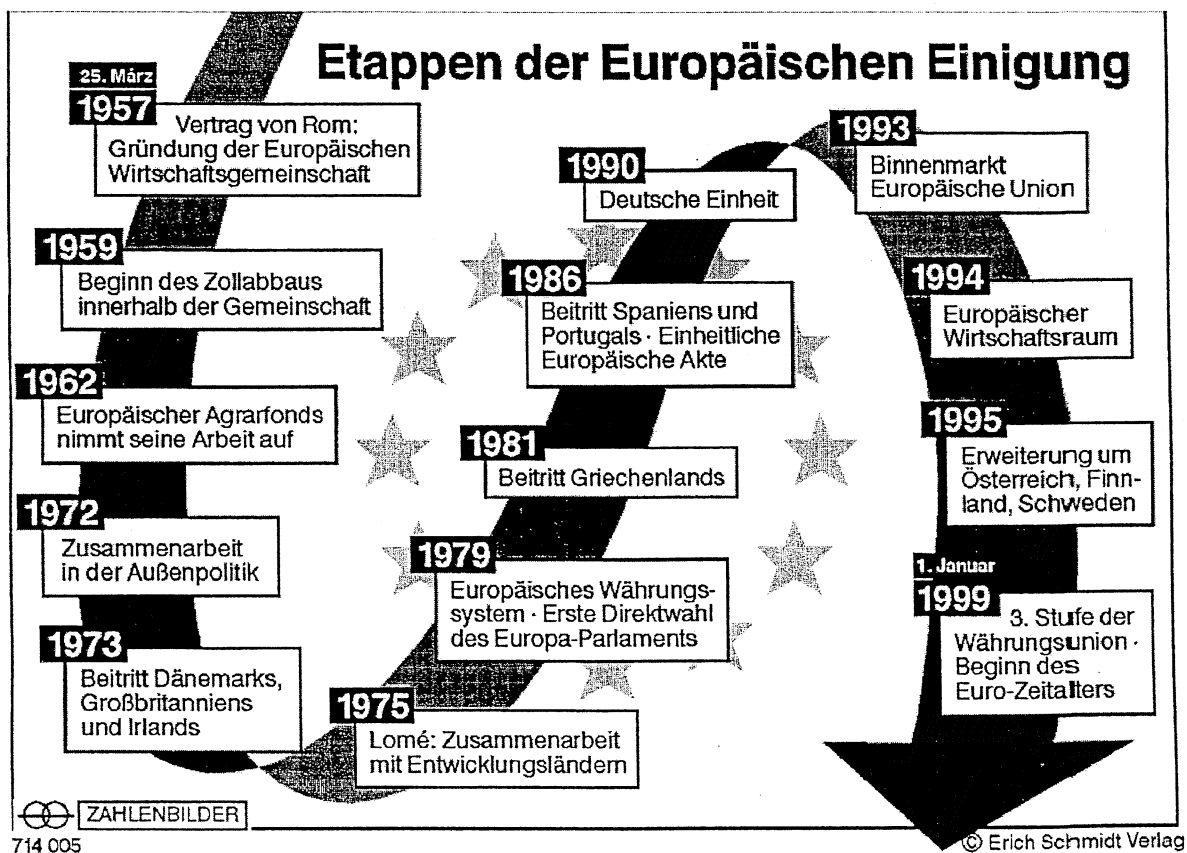 Etappen der Europäischen Einigung
25. März
1957
Vertrag von Rom:
Gründung der Europäischen
Wirtschaftsgemeinschaft
1959
Beginn des Zollabbaus
innerhalb der Gemeinschaft
1962
Europäischer Agrarfonds
nimmt seine Arbeit auf
1972
Zusammenarbeit
in der Außenpolitik
1973
Beitritt Dänemarks,
Großbritanniens
und Irlands
1975
Lomé: Zusammenarbeit
mit Entwicklungsländern
1979
Europäisches Währungs-
system · Erste Direktwahl
des Europa-Parlaments
1981
Beitritt Griechenlands
1986
Beitritt Spaniens und
Portugals · Einheitliche
Europäische Akte
1990
Deutsche Einheit
1993
Binnenmarkt
Europäische Union
1994
Europäischer
Wirtschaftsraum
1995
Erweiterung um
Österreich, Finn-
land, Schweden
1. Januar
1999
3. Stufe der
Währungsunion ·
Beginn des
Euro-Zeitalters
ZAHLENBILDER
714 005
© Erich Schmidt Verlag